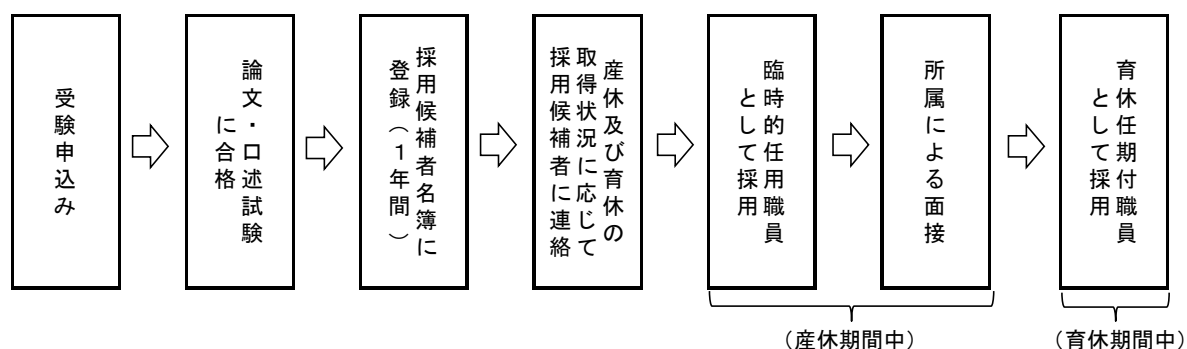 受験申込み
論文・口述試験
に合格
採用候補者名簿に
登録（１年間）
産休及び育休の
取得状況に応じて
採用候補者に連絡
臨時的任用職員
として採用
所属による面接
育休任期付職員
として採用
（産休期間中）
（育休期間中）